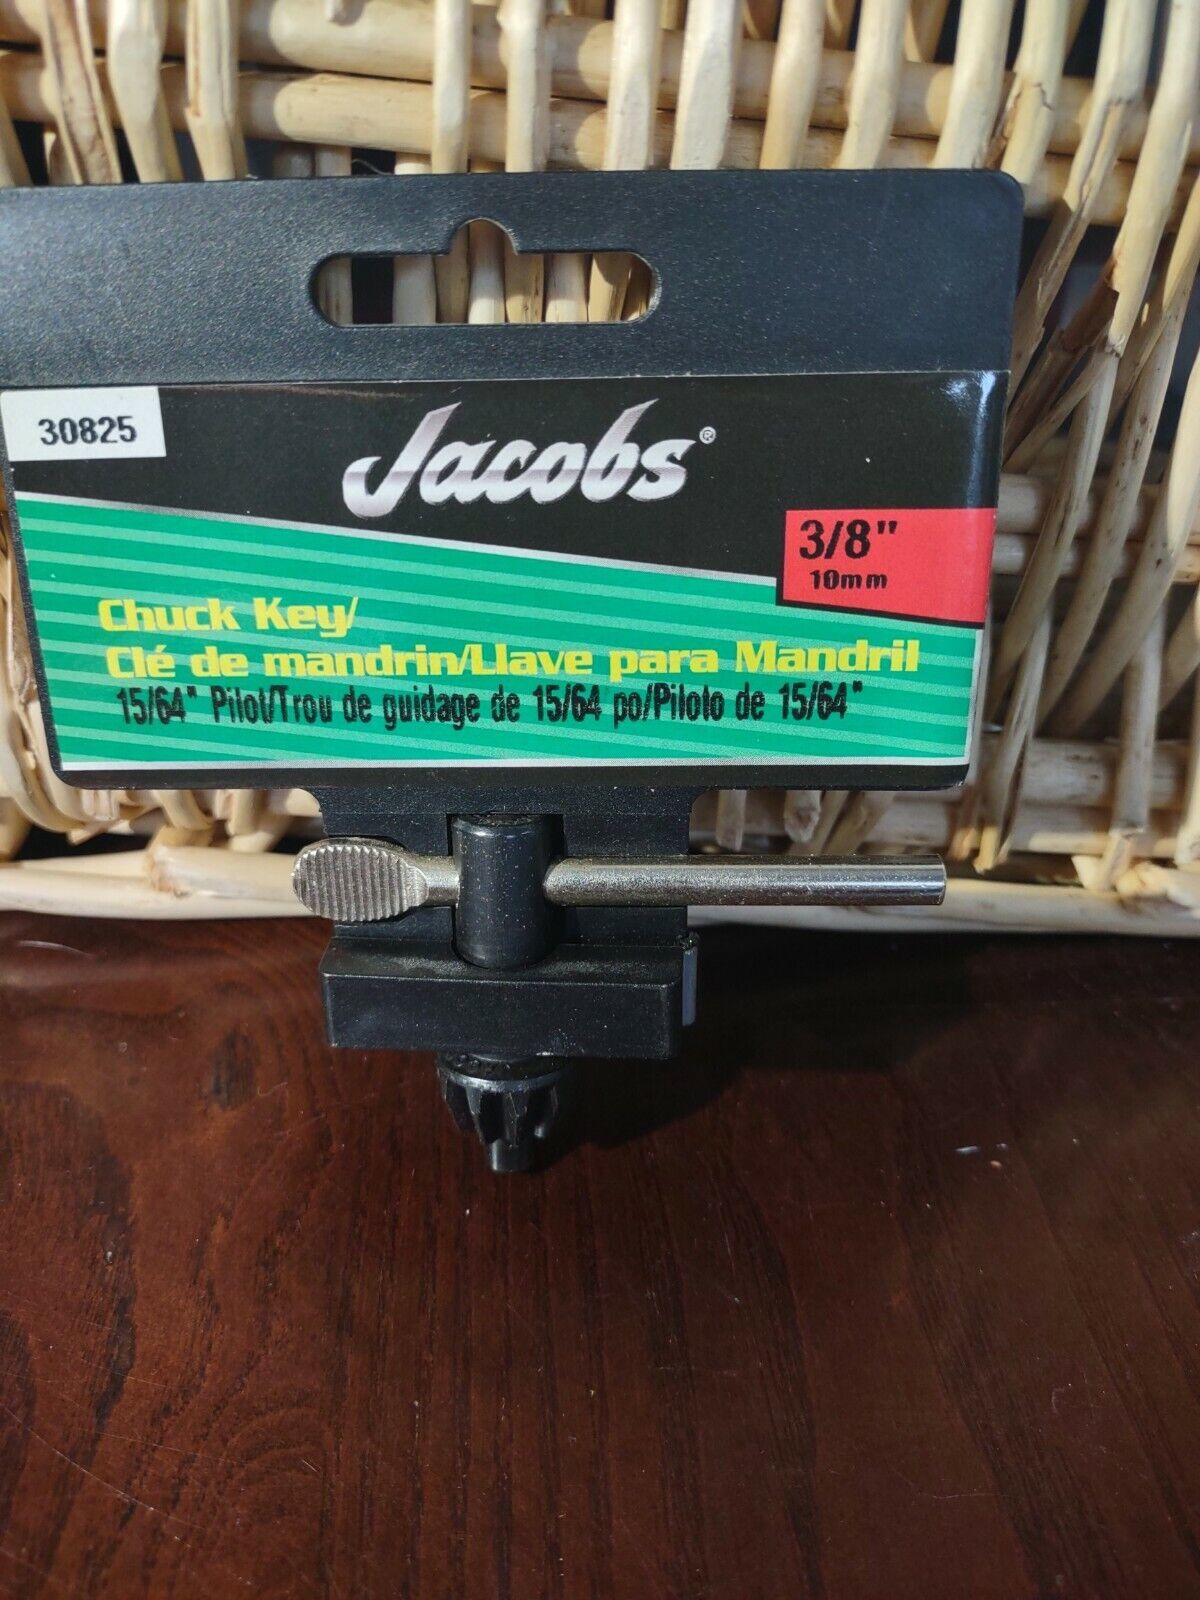 30825
Jacobs®
3/8"
10mm
Chuck Key/
Clé de mandrin/Llave para Mandril
15/64" Pilot/Trou de guidage de 15/64 po/Piloto de 15/64"